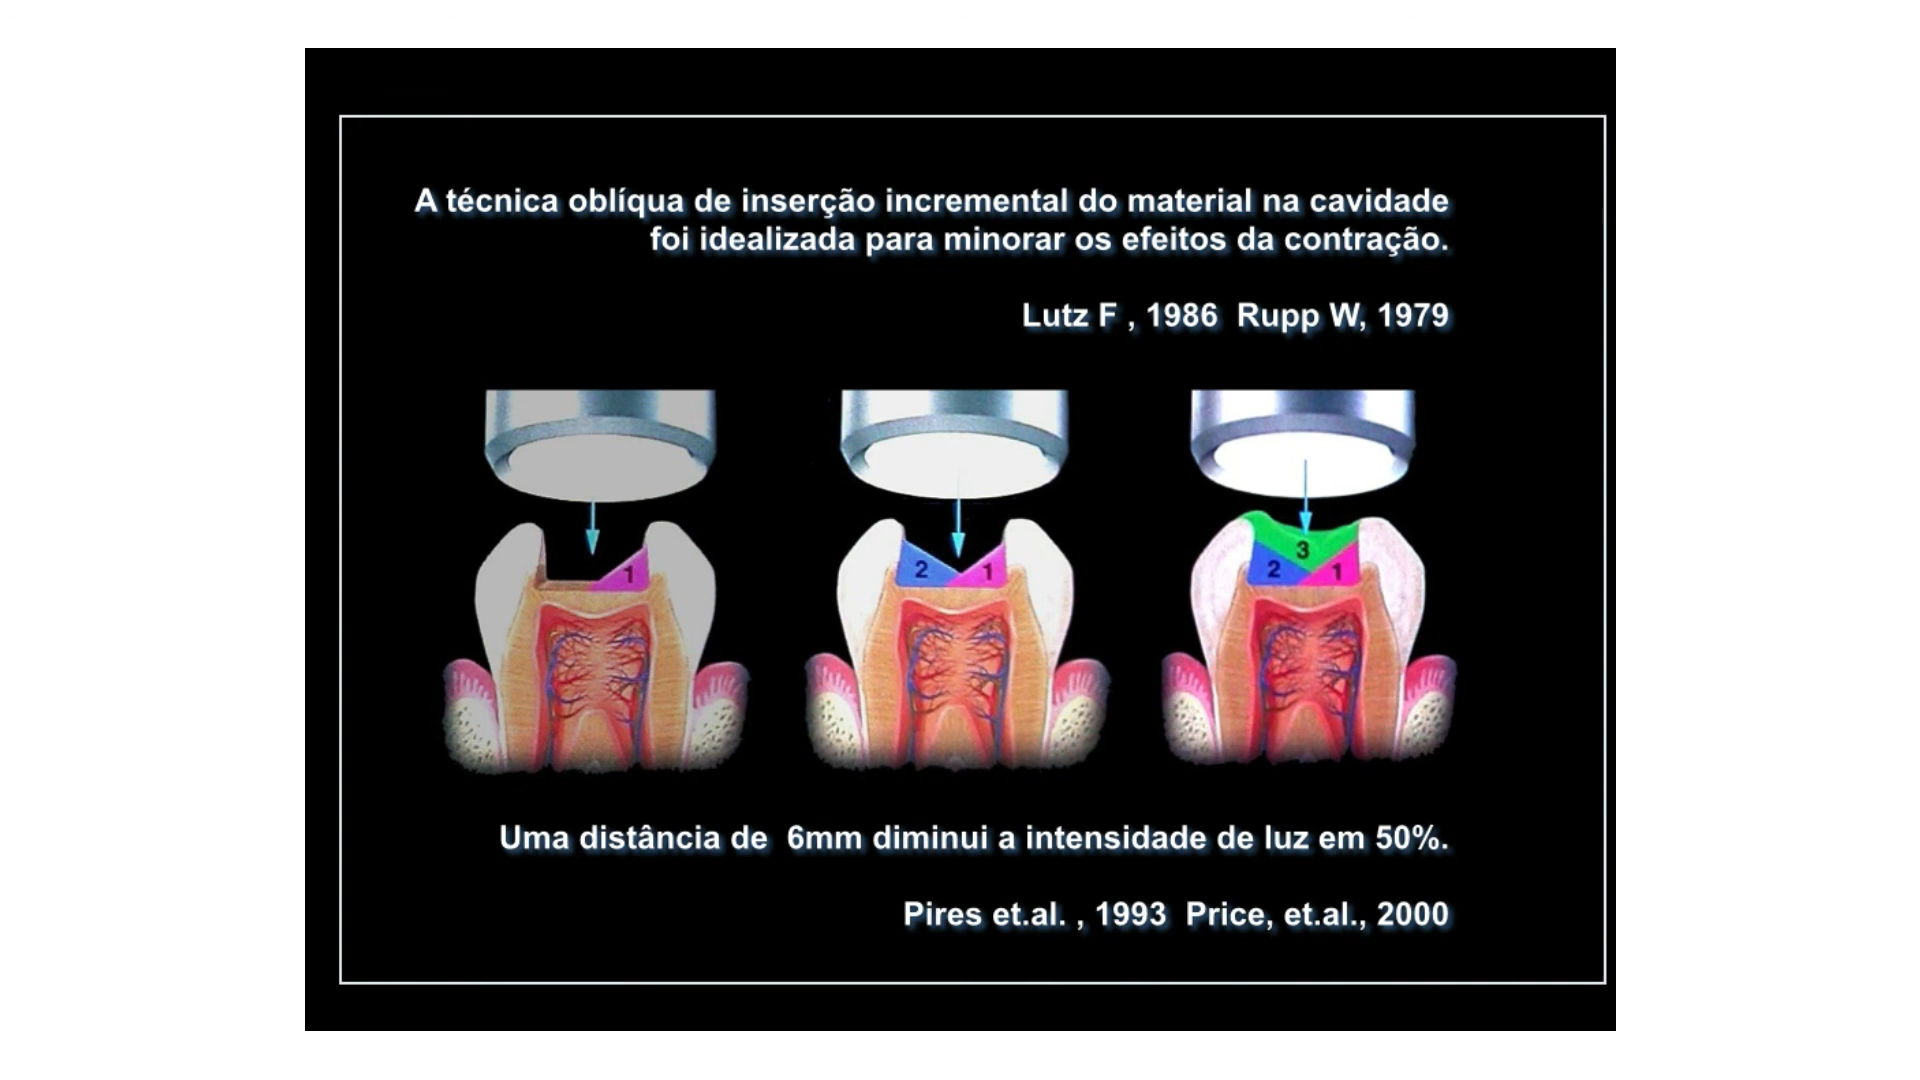 A técnica oblíqua de inserção incremental do material na cavidade
foi idealizada para minorar os efeitos da contração.
Lutz F , 1986  Rupp W, 1979
1
2 1
3
2 1
Uma distância de  6mm diminui a intensidade de luz em 50%.
Pires et.al. , 1993  Price, et.al., 2000